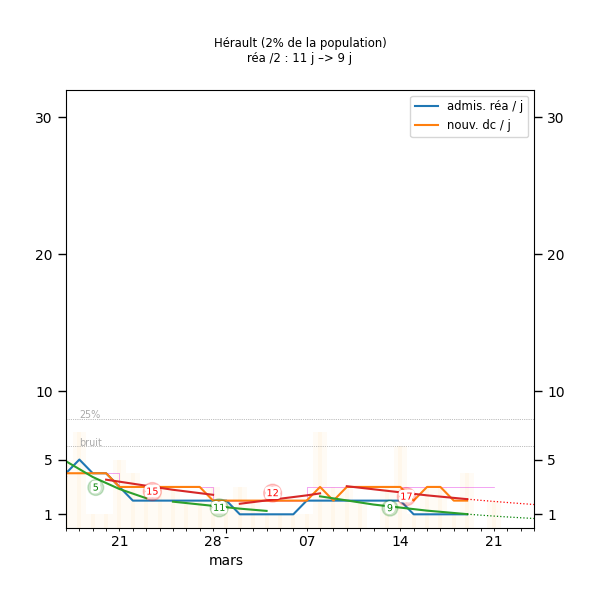 Hérault (2% de la population)
réa /2 : 11 j –> 9 j
admis. réa / j
nouv. dc / j
30 30
20 20
10 10
25%
bruit
5 5
5 15 11 12 9 17
1 1
21 28 07 14 21
mars